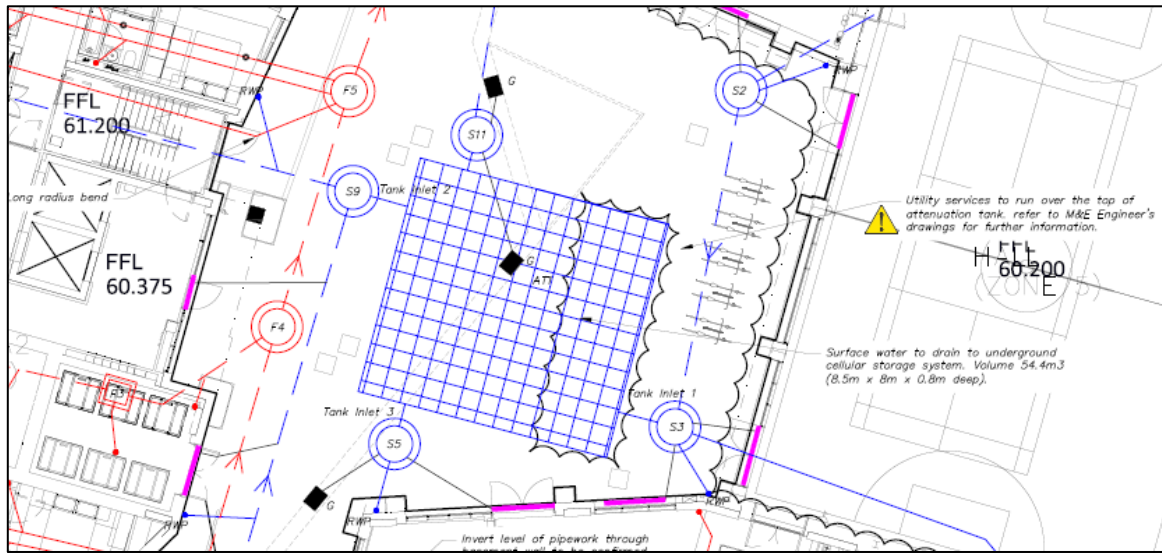 F5
G
S2
RWP
RWP
FFL
61.200
S11
Long radius bend
S9
Tank Inlet 2
Utility services to run over the top of
attenuation tank. refer to M&E Engineer's
drawings for further information.
FFL
60.375
G
ATT
FFL
60.200
(ZONE 5)
F4
Surface water to drain to underground
cellular storage system. Volume 54.4m3
(8.5m x 8m x 0.8m deep).
Tank Inlet 1
Tank Inlet 3
S3
S5
G
RWP
RWP
RWP
Invert level of pipework through
basement wall to be confirmed